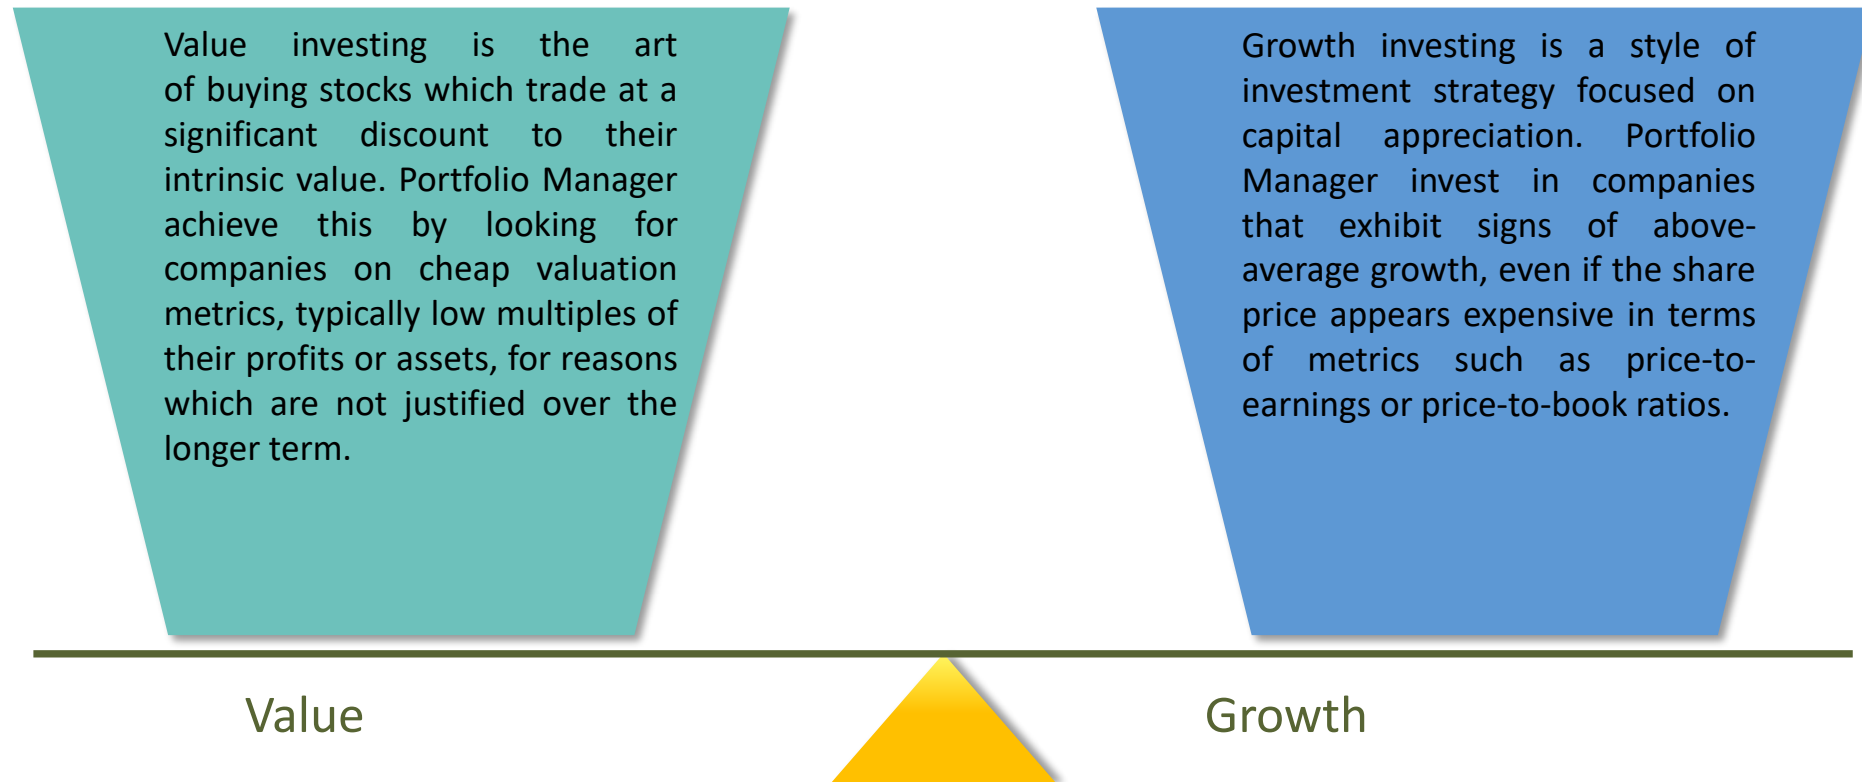 Value investing is the art
of buying stocks which trade at a
significant discount to their
intrinsic value. Portfolio Manager
achieve this by looking for
companies on cheap valuation
metrics, typically low multiples of
their profits or assets, for reasons
which are not justified over the
longer term.
Growth investing is a style of
investment strategy focused on
capital appreciation. Portfolio
Manager invest in companies
that exhibit signs of above-
average growth, even if the share
price appears expensive in terms
of metrics such as price-to-
earnings or price-to-book ratios.
Value
Growth